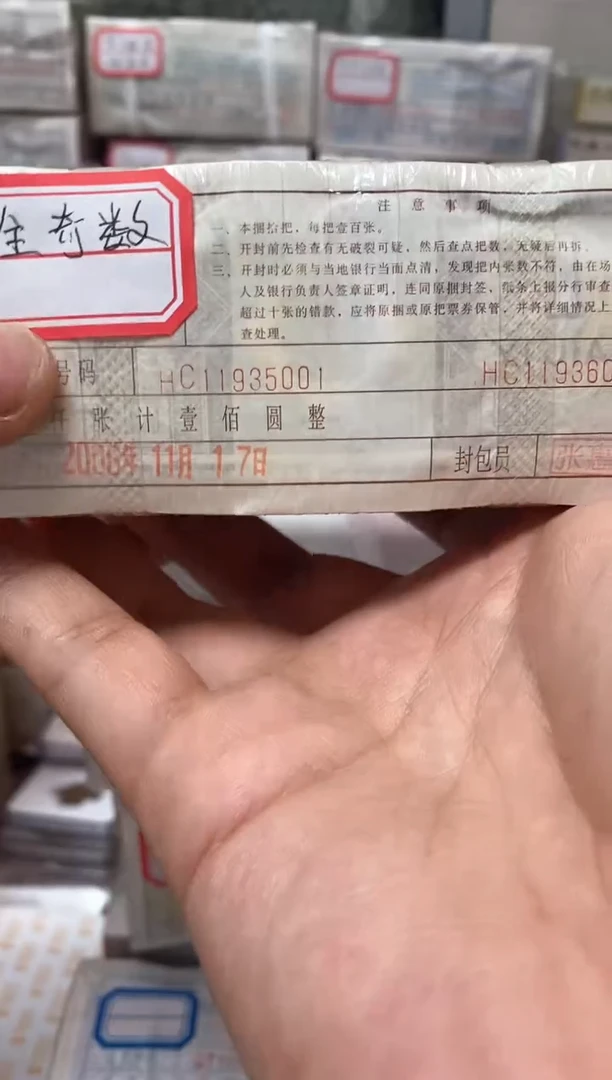 全奇数
注意事项
一、本捆拾把，每把壹百张。
二、开封前先检查有无破裂可疑，然后查点把数，无疑后再拆。
三、开封时必须与当地银行当面点清，发现把内张数不符，由在场
人及银行负责人签章证明，连同原捆封签，纸条上报分行审查
超过十张的错款，应将原捆或原把票券保管，并将详细情况上
查处理。
号码 HC11935001 HC119360
张计壹佰圆整
11月17日 封包员 张